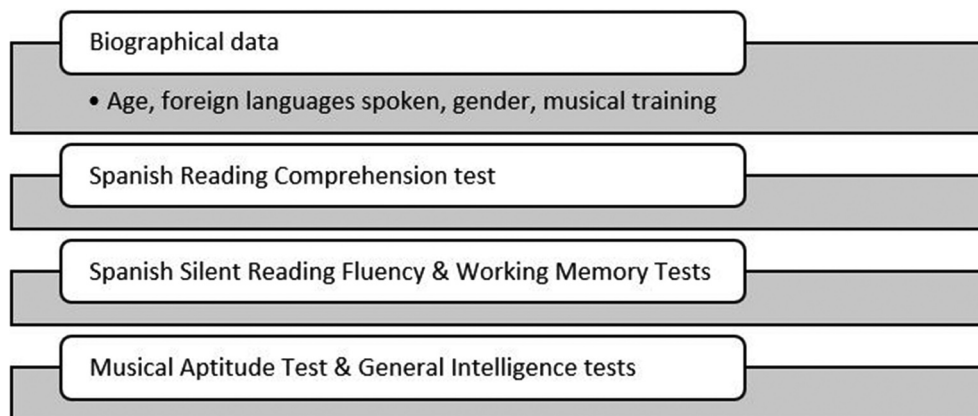 Biographical data
• Age, foreign languages spoken, gender, musical training
Spanish Reading Comprehension test
Spanish Silent Reading Fluency & Working Memory Tests
Musical Aptitude Test & General Intelligence tests